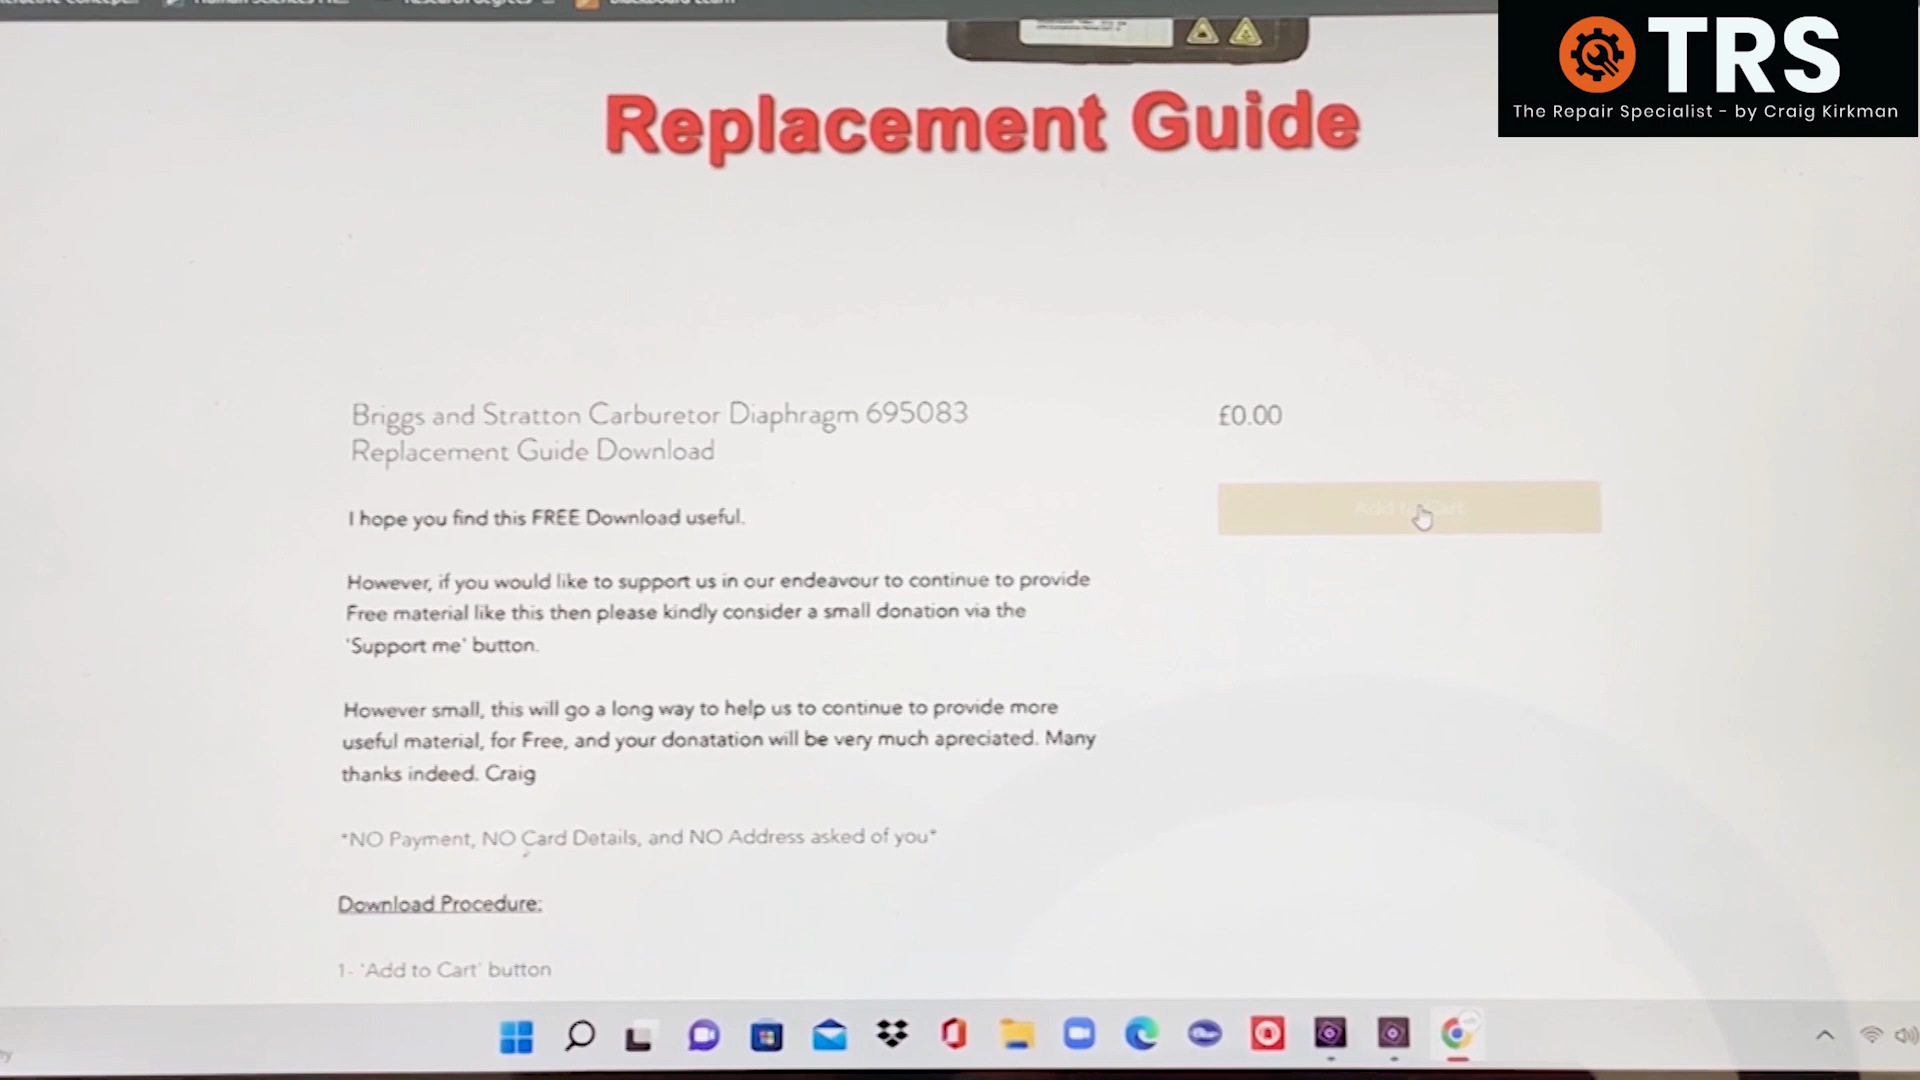 TRS
The Repair Specialist - by Craig Kirkman
Replacement Guide
Briggs and Stratton Carburetor Diaphragm 695083
Replacement Guide Download
£0.00
Add to Cart
I hope you find this FREE Download useful.
However, if you would like to support us in our endeavour to continue to provide
Free material like this then please kindly consider a small donation via the
'Support me' button.
However small, this will go a long way to help us to continue to provide more
useful material, for Free, and your donatation will be very much apreciated. Many
thanks indeed. Craig
*NO Payment, NO Card Details, and NO Address asked of you*
Download Procedure:
1- 'Add to Cart' button